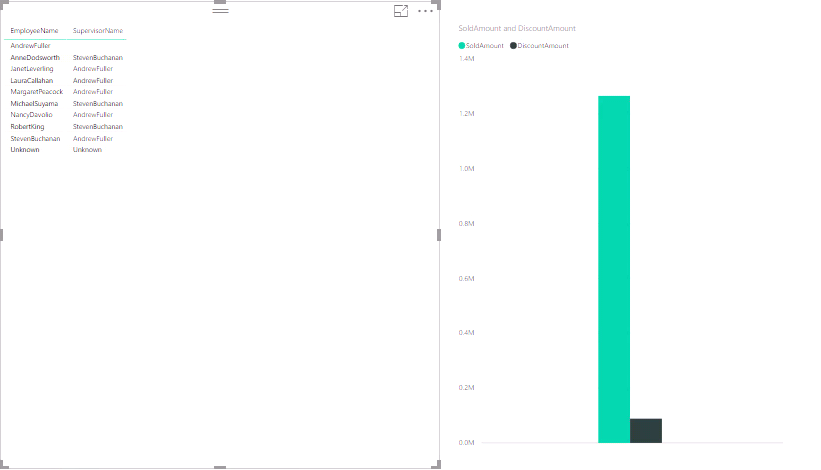 EmployeeName SupervisorName
AndrewFuller
AnneDodsworth StevenBuchanan
JanetLeverling AndrewFuller
LauraCallahan AndrewFuller
MargaretPeacock AndrewFuller
MichaelSuyama StevenBuchanan
NancyDavolio AndrewFuller
RobertKing StevenBuchanan
StevenBuchanan AndrewFuller
Unknown Unknown
SoldAmount and DiscountAmount
SoldAmount DiscountAmount
1.4M
1.2M
1.0M
0.8M
0.6M
0.4M
0.2M
0.0M